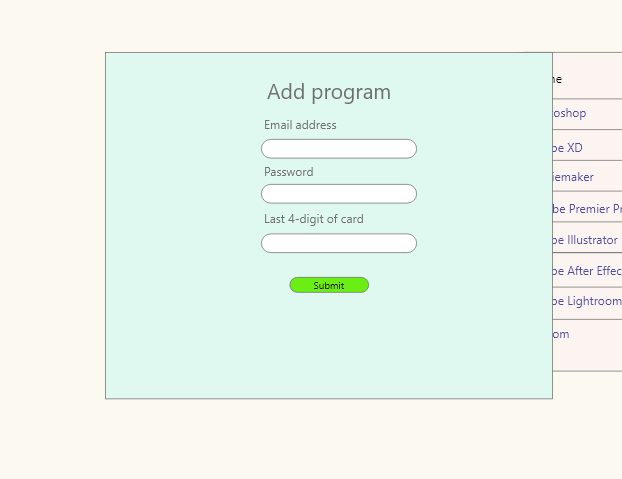 Add program
Email address
Password
Last 4-digit of card
Submit
ne
oshop
be XD
iemaker
be Premier Pr
be Illustrator
be After Effec
be Lightroom
om